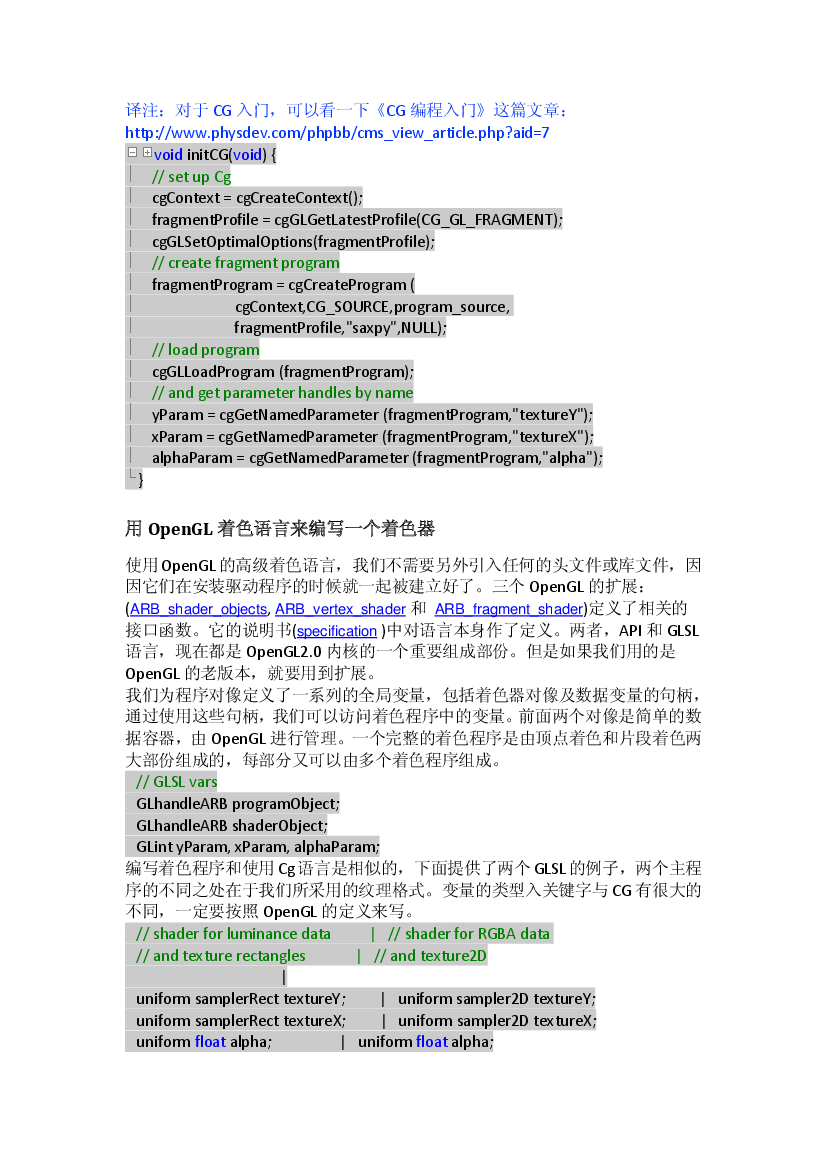 译注：对于 CG 入门，可以看一下《CG 编程入门》这篇文章：
http://www.physdev.com/phpbb/cms_view_article.php?aid=7
void initCG(void) {
// set up Cg
cgContext = cgCreateContext();
fragmentProfile = cgGLGetLatestProfile(CG_GL_FRAGMENT);
cgGLSetOptimalOptions(fragmentProfile);
// create fragment program
fragmentProgram = cgCreateProgram (
cgContext,CG_SOURCE,program_source,
fragmentProfile,"saxpy",NULL);
// load program
cgGLLoadProgram (fragmentProgram);
// and get parameter handles by name
yParam = cgGetNamedParameter (fragmentProgram,"textureY");
xParam = cgGetNamedParameter (fragmentProgram,"textureX");
alphaParam = cgGetNamedParameter (fragmentProgram,"alpha");
}
用 OpenGL 着色语言来编写一个着色器
使用 OpenGL 的高级着色语言，我们不需要另外引入任何的头文件或库文件，因
因它们在安装驱动程序的时候就一起被建立好了。三个 OpenGL 的扩展：
(ARB_shader_objects, ARB_vertex_shader 和 ARB_fragment_shader)定义了相关的
接口函数。它的说明书(specification )中对语言本身作了定义。两者，API 和 GLSL
语言，现在都是 OpenGL2.0 内核的一个重要组成部份。但是如果我们用的是
OpenGL 的老版本，就要用到扩展。
我们为程序对像定义了一系列的全局变量，包括着色器对像及数据变量的句柄，
通过使用这些句柄，我们可以访问着色程序中的变量。前面两个对像是简单的数
据容器，由 OpenGL 进行管理。一个完整的着色程序是由顶点着色和片段着色两
大部份组成的，每部分又可以由多个着色程序组成。
// GLSL vars
GLhandleARB programObject;
GLhandleARB shaderObject;
GLint yParam, xParam, alphaParam;
编写着色程序和使用 Cg 语言是相似的，下面提供了两个 GLSL 的例子，两个主程
序的不同之处在于我们所采用的纹理格式。变量的类型入关键字与 CG 有很大的
不同，一定要按照 OpenGL 的定义来写。
// shader for luminance data | // shader for RGBA data
// and texture rectangles | // and texture2D
|
uniform samplerRect textureY; | uniform sampler2D textureY;
uniform samplerRect textureX; | uniform sampler2D textureX;
uniform float alpha; | uniform float alpha;